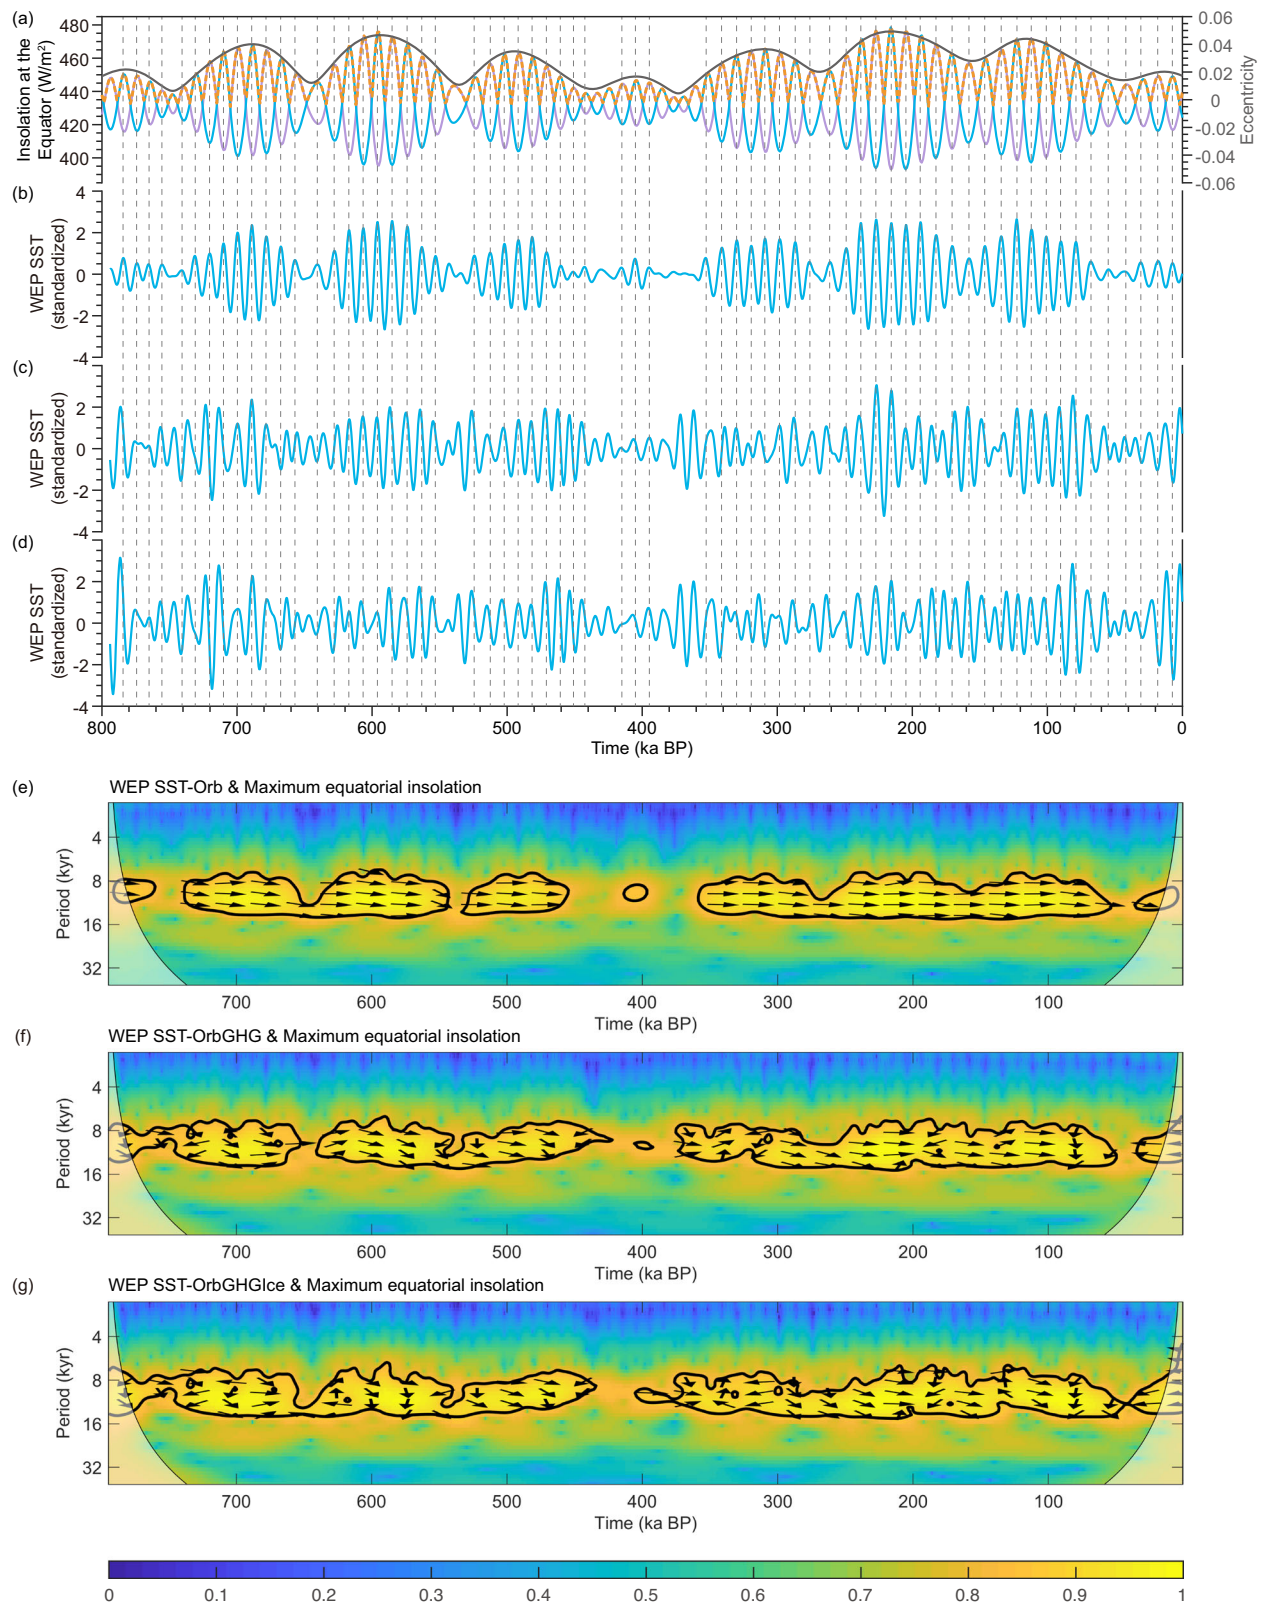 (a)
480
460
440
420
400
Insolation at the
Equator (W/m²)
0.06
0.04
0.02
0
-0.02
-0.04
-0.06
Eccentricity
(b)
4
2
0
-2
-4
WEP SST
(standardized)
(c)
2
0
-2
-4
WEP SST
(standardized)
(d)
2
0
-2
-4
WEP SST
(standardized)
800 700 600 500 400 300 200 100 0
Time (ka BP)
(e) WEP SST-Orb & Maximum equatorial insolation
4
8
16
32
Period (kyr)
700 600 500 400 300 200 100
Time (ka BP)
(f) WEP SST-OrbGHG & Maximum equatorial insolation
4
8
16
32
Period (kyr)
700 600 500 400 300 200 100
Time (ka BP)
(g) WEP SST-OrbGHGIce & Maximum equatorial insolation
4
8
16
32
Period (kyr)
700 600 500 400 300 200 100
Time (ka BP)
0 0.1 0.2 0.3 0.4 0.5 0.6 0.7 0.8 0.9 1